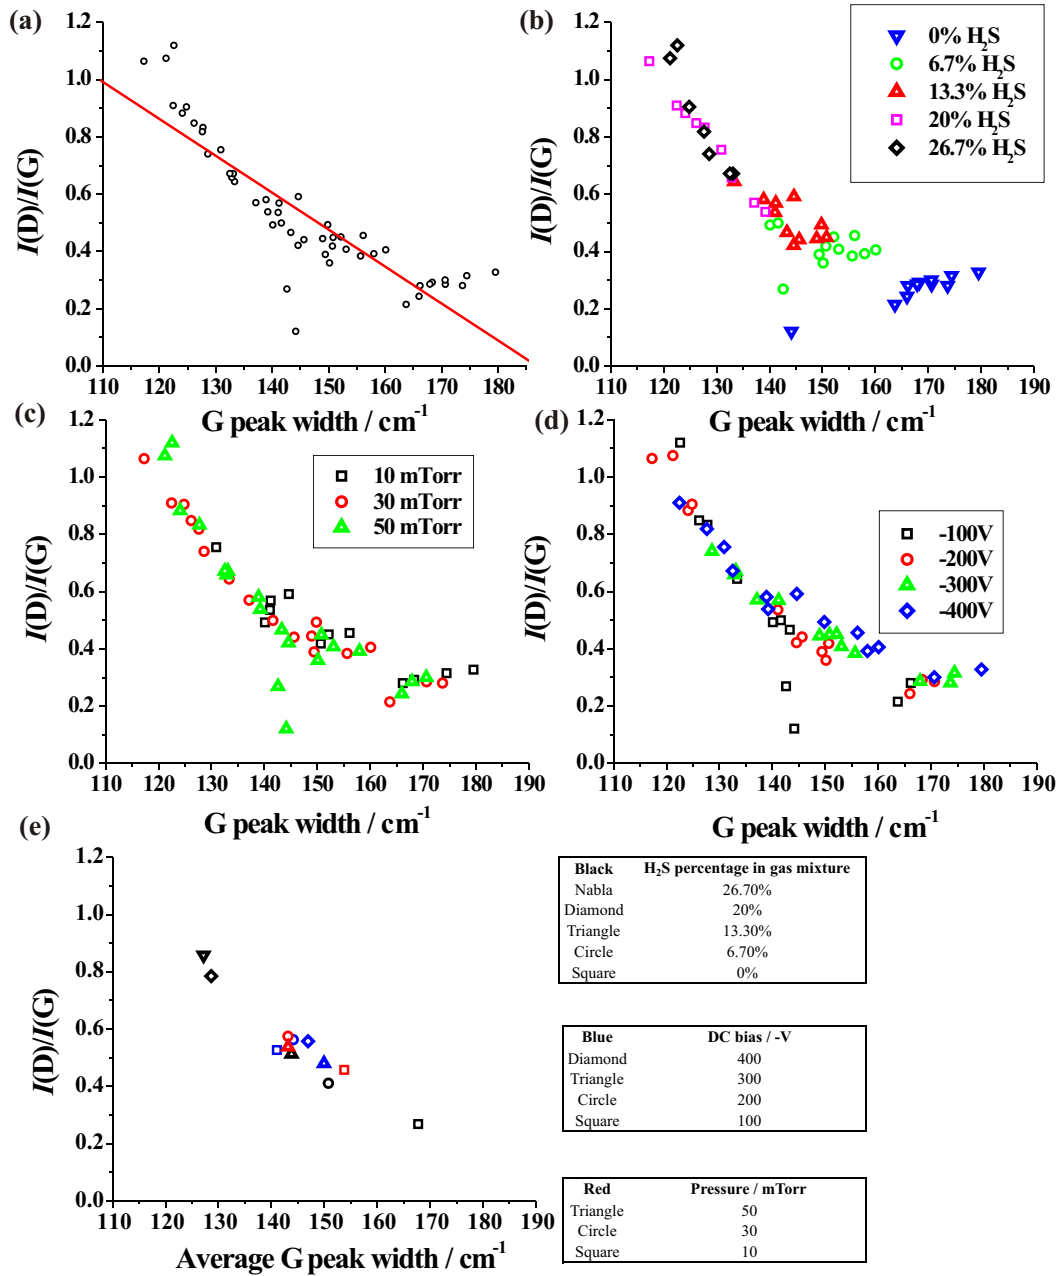 (a)
1.2
1.0
0.8
0.6
0.4
0.2
0.0
I(D)/I(G)
110 120 130 140 150 160 170 180
G peak width / cm-1
(b)
0% H2S
6.7% H2S
13.3% H2S
20% H2S
26.7% H2S
1.2
1.0
0.8
0.6
0.4
0.2
0.0
I(D)/I(G)
110 120 130 140 150 160 170 180 190
G peak width / cm-1
(c)
10 mTorr
30 mTorr
50 mTorr
1.2
1.0
0.8
0.6
0.4
0.2
0.0
I(D)/I(G)
110 120 130 140 150 160 170 180 190
G peak width / cm-1
(d)
-100V
-200V
-300V
-400V
1.2
1.0
0.8
0.6
0.4
0.2
0.0
I(D)/I(G)
110 120 130 140 150 160 170 180 190
G peak width / cm-1
(e)
1.2
1.0
0.8
0.6
0.4
0.2
0.0
I(D)/I(G)
110 120 130 140 150 160 170 180 190
Average G peak width / cm-1
Black H2S percentage in gas mixture
Nabla 26.70%
Diamond 20%
Triangle 13.30%
Circle 6.70%
Square 0%
Blue DC bias / -V
Diamond 400
Triangle 300
Circle 200
Square 100
Red Pressure / mTorr
Triangle 50
Circle 30
Square 10